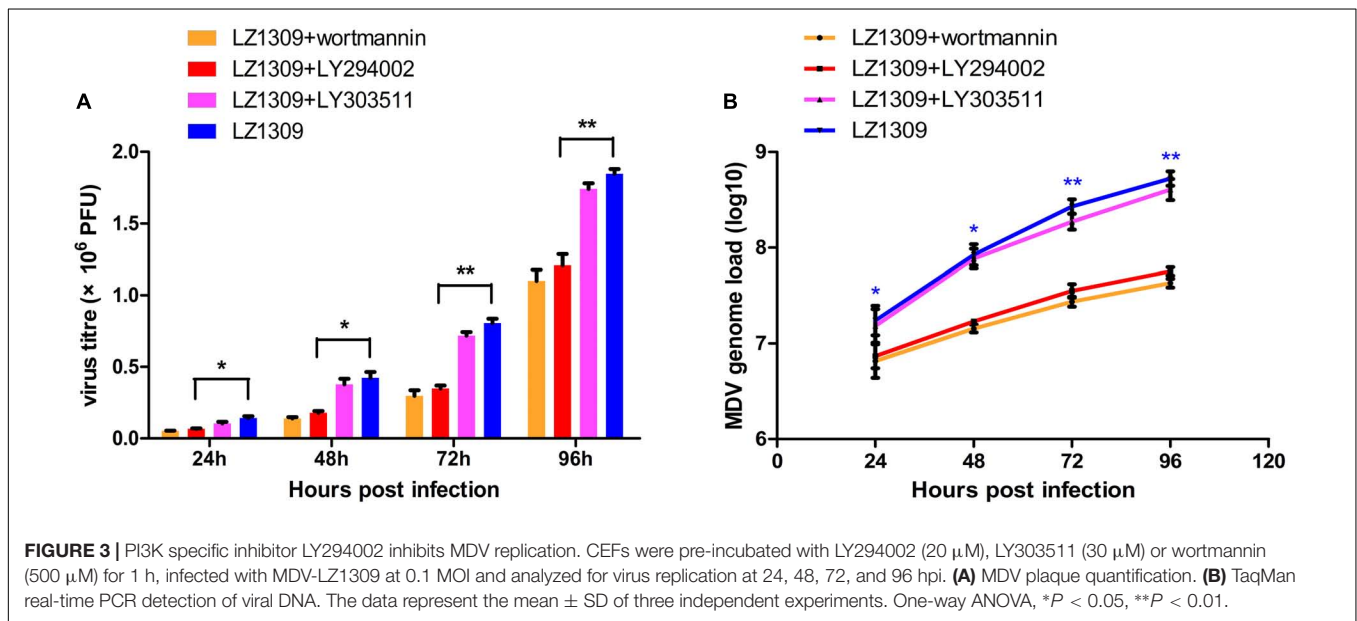 A
LZ1309+wortmannin
LZ1309+LY294002
LZ1309+LY303511
LZ1309
virus titre (× 10⁶ PFU)
2.0
1.5
1.0
0.5
0.0
*
*
**
**
24h
48h
72h
96h
Hours post infection
B
LZ1309+wortmannin
LZ1309+LY294002
LZ1309+LY303511
LZ1309
MDV genome load (log10)
9
8
7
6
*
*
**
**
0
24
48
72
96
120
Hours post infection
FIGURE 3 | PI3K specific inhibitor LY294002 inhibits MDV replication. CEFs were pre-incubated with LY294002 (20 μM), LY303511 (30 μM) or wortmannin
(500 μM) for 1 h, infected with MDV-LZ1309 at 0.1 MOI and analyzed for virus replication at 24, 48, 72, and 96 hpi. (A) MDV plaque quantification. (B) TaqMan
real-time PCR detection of viral DNA. The data represent the mean ± SD of three independent experiments. One-way ANOVA, *P < 0.05, **P < 0.01.